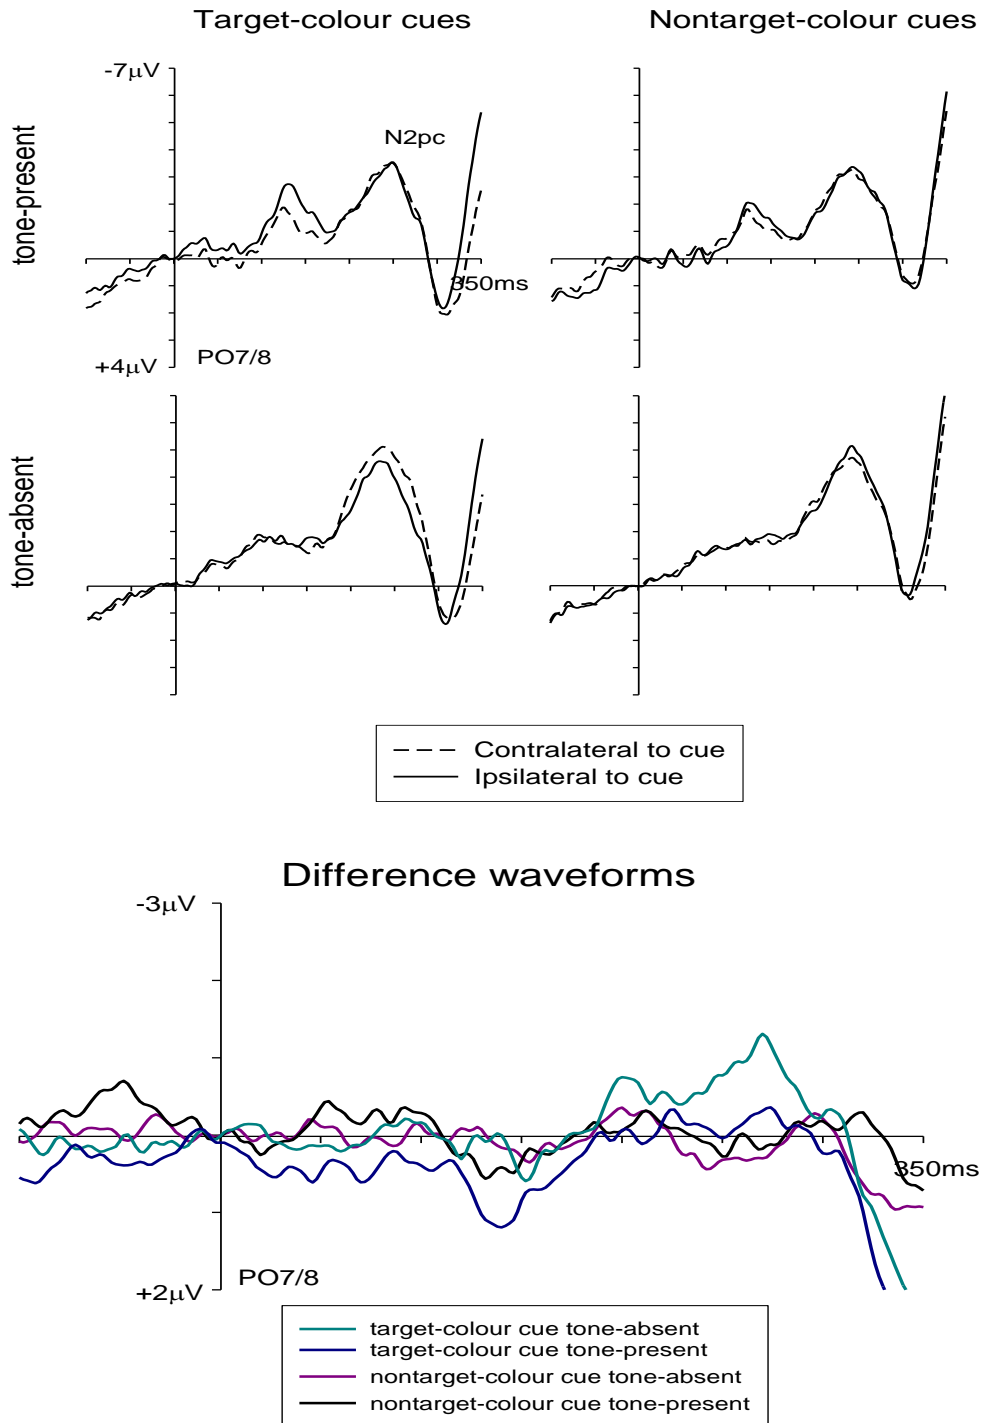 Target-colour cues
Nontarget-colour cues
-7μV
tone-present
N2pc
350ms
+4μV
PO7/8
tone-absent
Contralateral to cue
Ipsilateral to cue
Difference waveforms
-3μV
350ms
PO7/8
+2μV
target-colour cue tone-absent
target-colour cue tone-present
nontarget-colour cue tone-absent
nontarget-colour cue tone-present